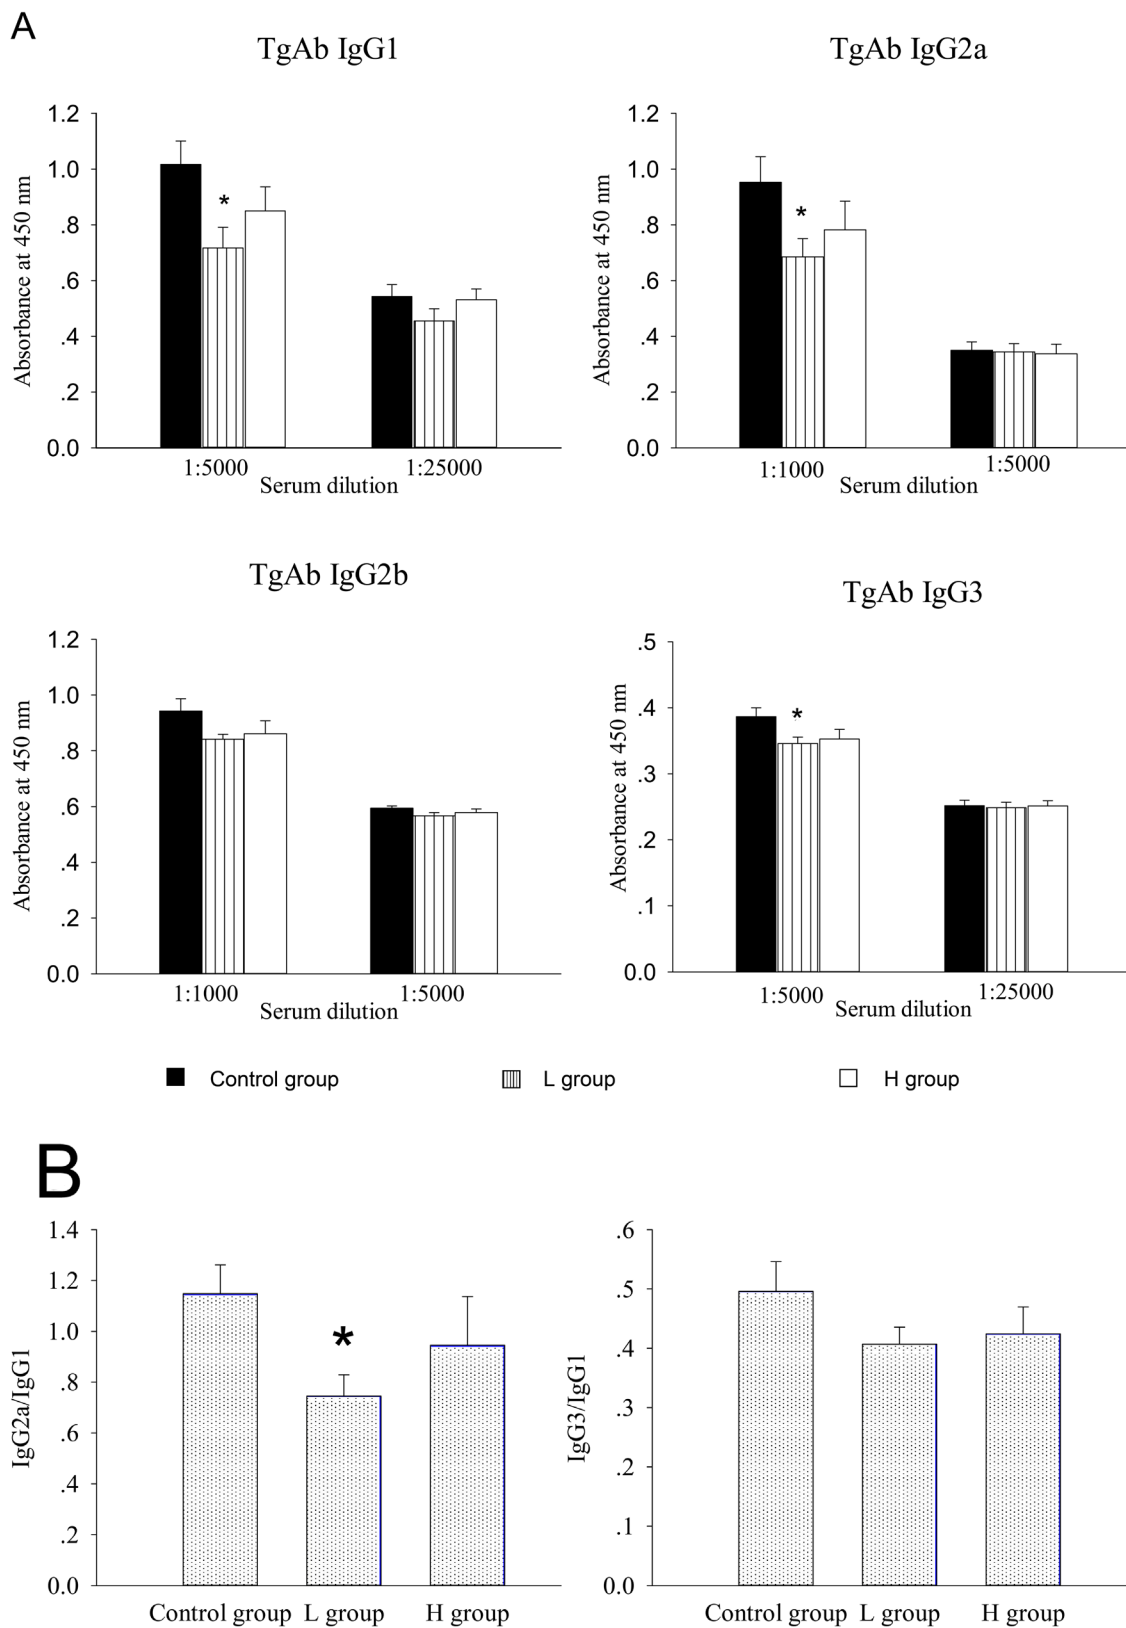 A
TgAb IgG1
1.2
1.0
.8
.6
.4
.2
0.0
Absorbance at 450 nm
*
1:5000
1:25000
Serum dilution
TgAb IgG2a
1.2
1.0
.8
.6
.4
.2
0.0
Absorbance at 450 nm
*
1:1000
1:5000
Serum dilution
TgAb IgG2b
1.2
1.0
.8
.6
.4
.2
0.0
Absorbance at 450 nm
1:1000
1:5000
Serum dilution
TgAb IgG3
.5
.4
.3
.2
.1
0.0
Absorbance at 450 nm
*
1:5000
1:25000
Serum dilution
Control group
L group
H group
B
1.4
1.2
1.0
.8
.6
.4
.2
0.0
IgG2a/IgG1
*
Control group L group H group
.6
.5
.4
.3
.2
.1
0.0
IgG3/IgG1
Control group L group H group